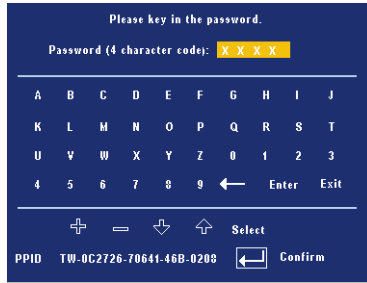 Please key in the password.
Password (4 character code): X X X X
A B C D E F G H I J
K L M N O P Q R S T
U V W X Y Z 0 1 2 3
4 5 6 7 8 9 ← Enter Exit
Select
PPID TW-0C2726-70641-46B-0208 Confirm